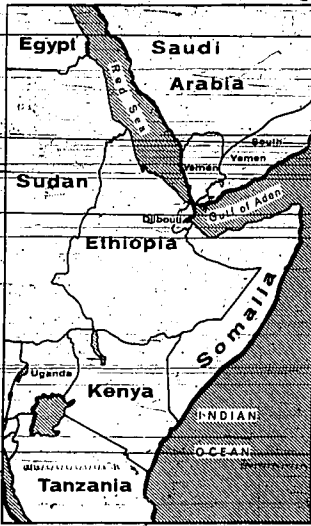 Egypt
Saudi
Arabia
Red Sea
South
Yemen
Yemen
Sudan
Djibouti
Gulf of Aden
Ethiopia
Somalia
Uganda
Kenya
INDIAN
OCEAN
Tanzania